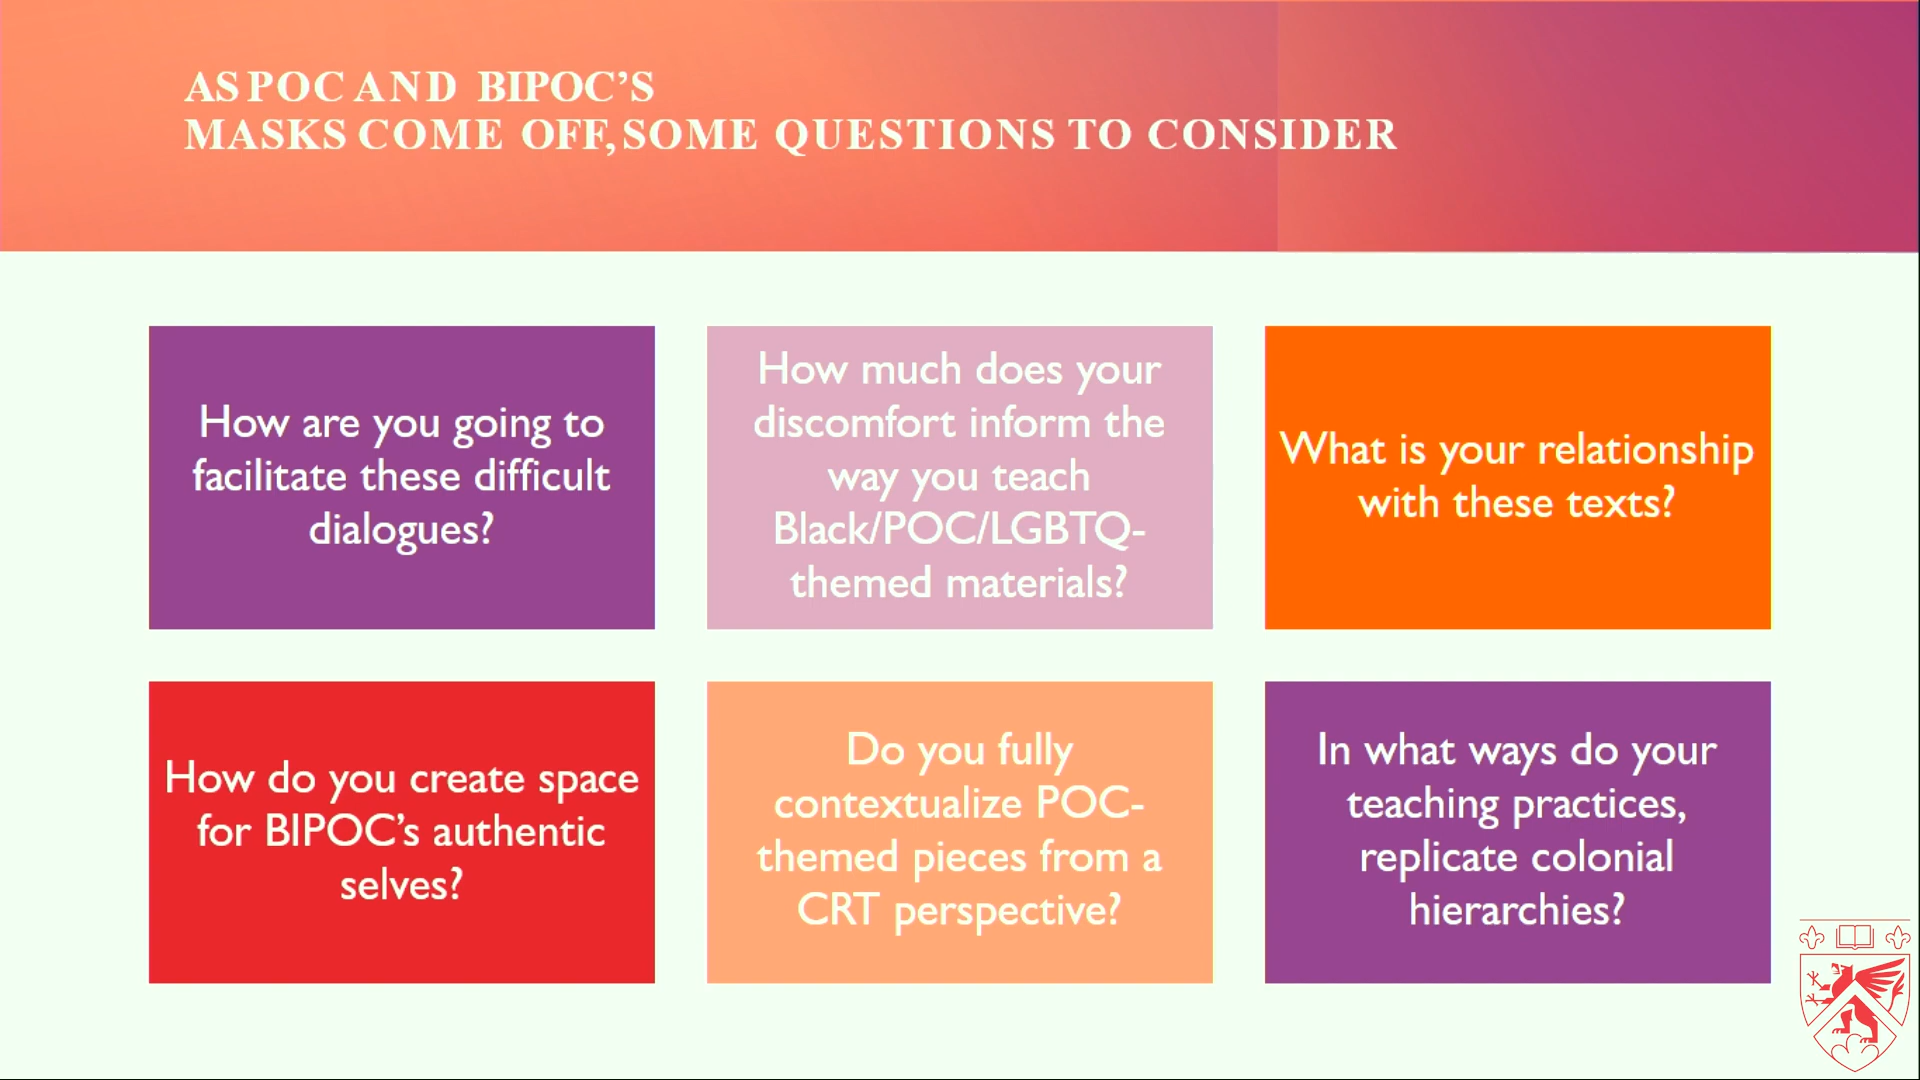 AS POC AND BIPOC’S
MASKS COME OFF, SOME QUESTIONS TO CONSIDER
How are you going to
facilitate these difficult
dialogues?
How much does your
discomfort inform the
way you teach
Black/POC/LGBTQ-
themed materials?
What is your relationship
with these texts?
How do you create space
for BIPOC’s authentic
selves?
Do you fully
contextualize POC-
themed pieces from a
CRT perspective?
In what ways do your
teaching practices,
replicate colonial
hierarchies?